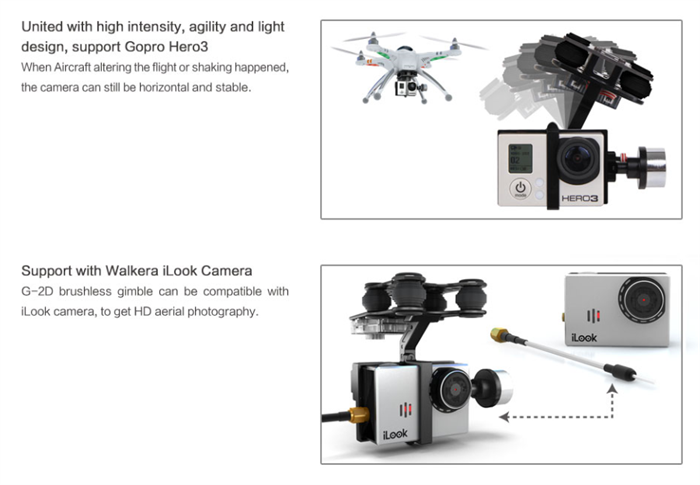 United with high intensity, agility and light
design, support Gopro Hero3
When Aircraft altering the flight or shaking happened,
the camera can still be horizontal and stable.
HERO3
Support with Walkera iLook Camera
G-2D brushless gimble can be compatible with
iLook camera, to get HD aerial photography.
iLook
iLook